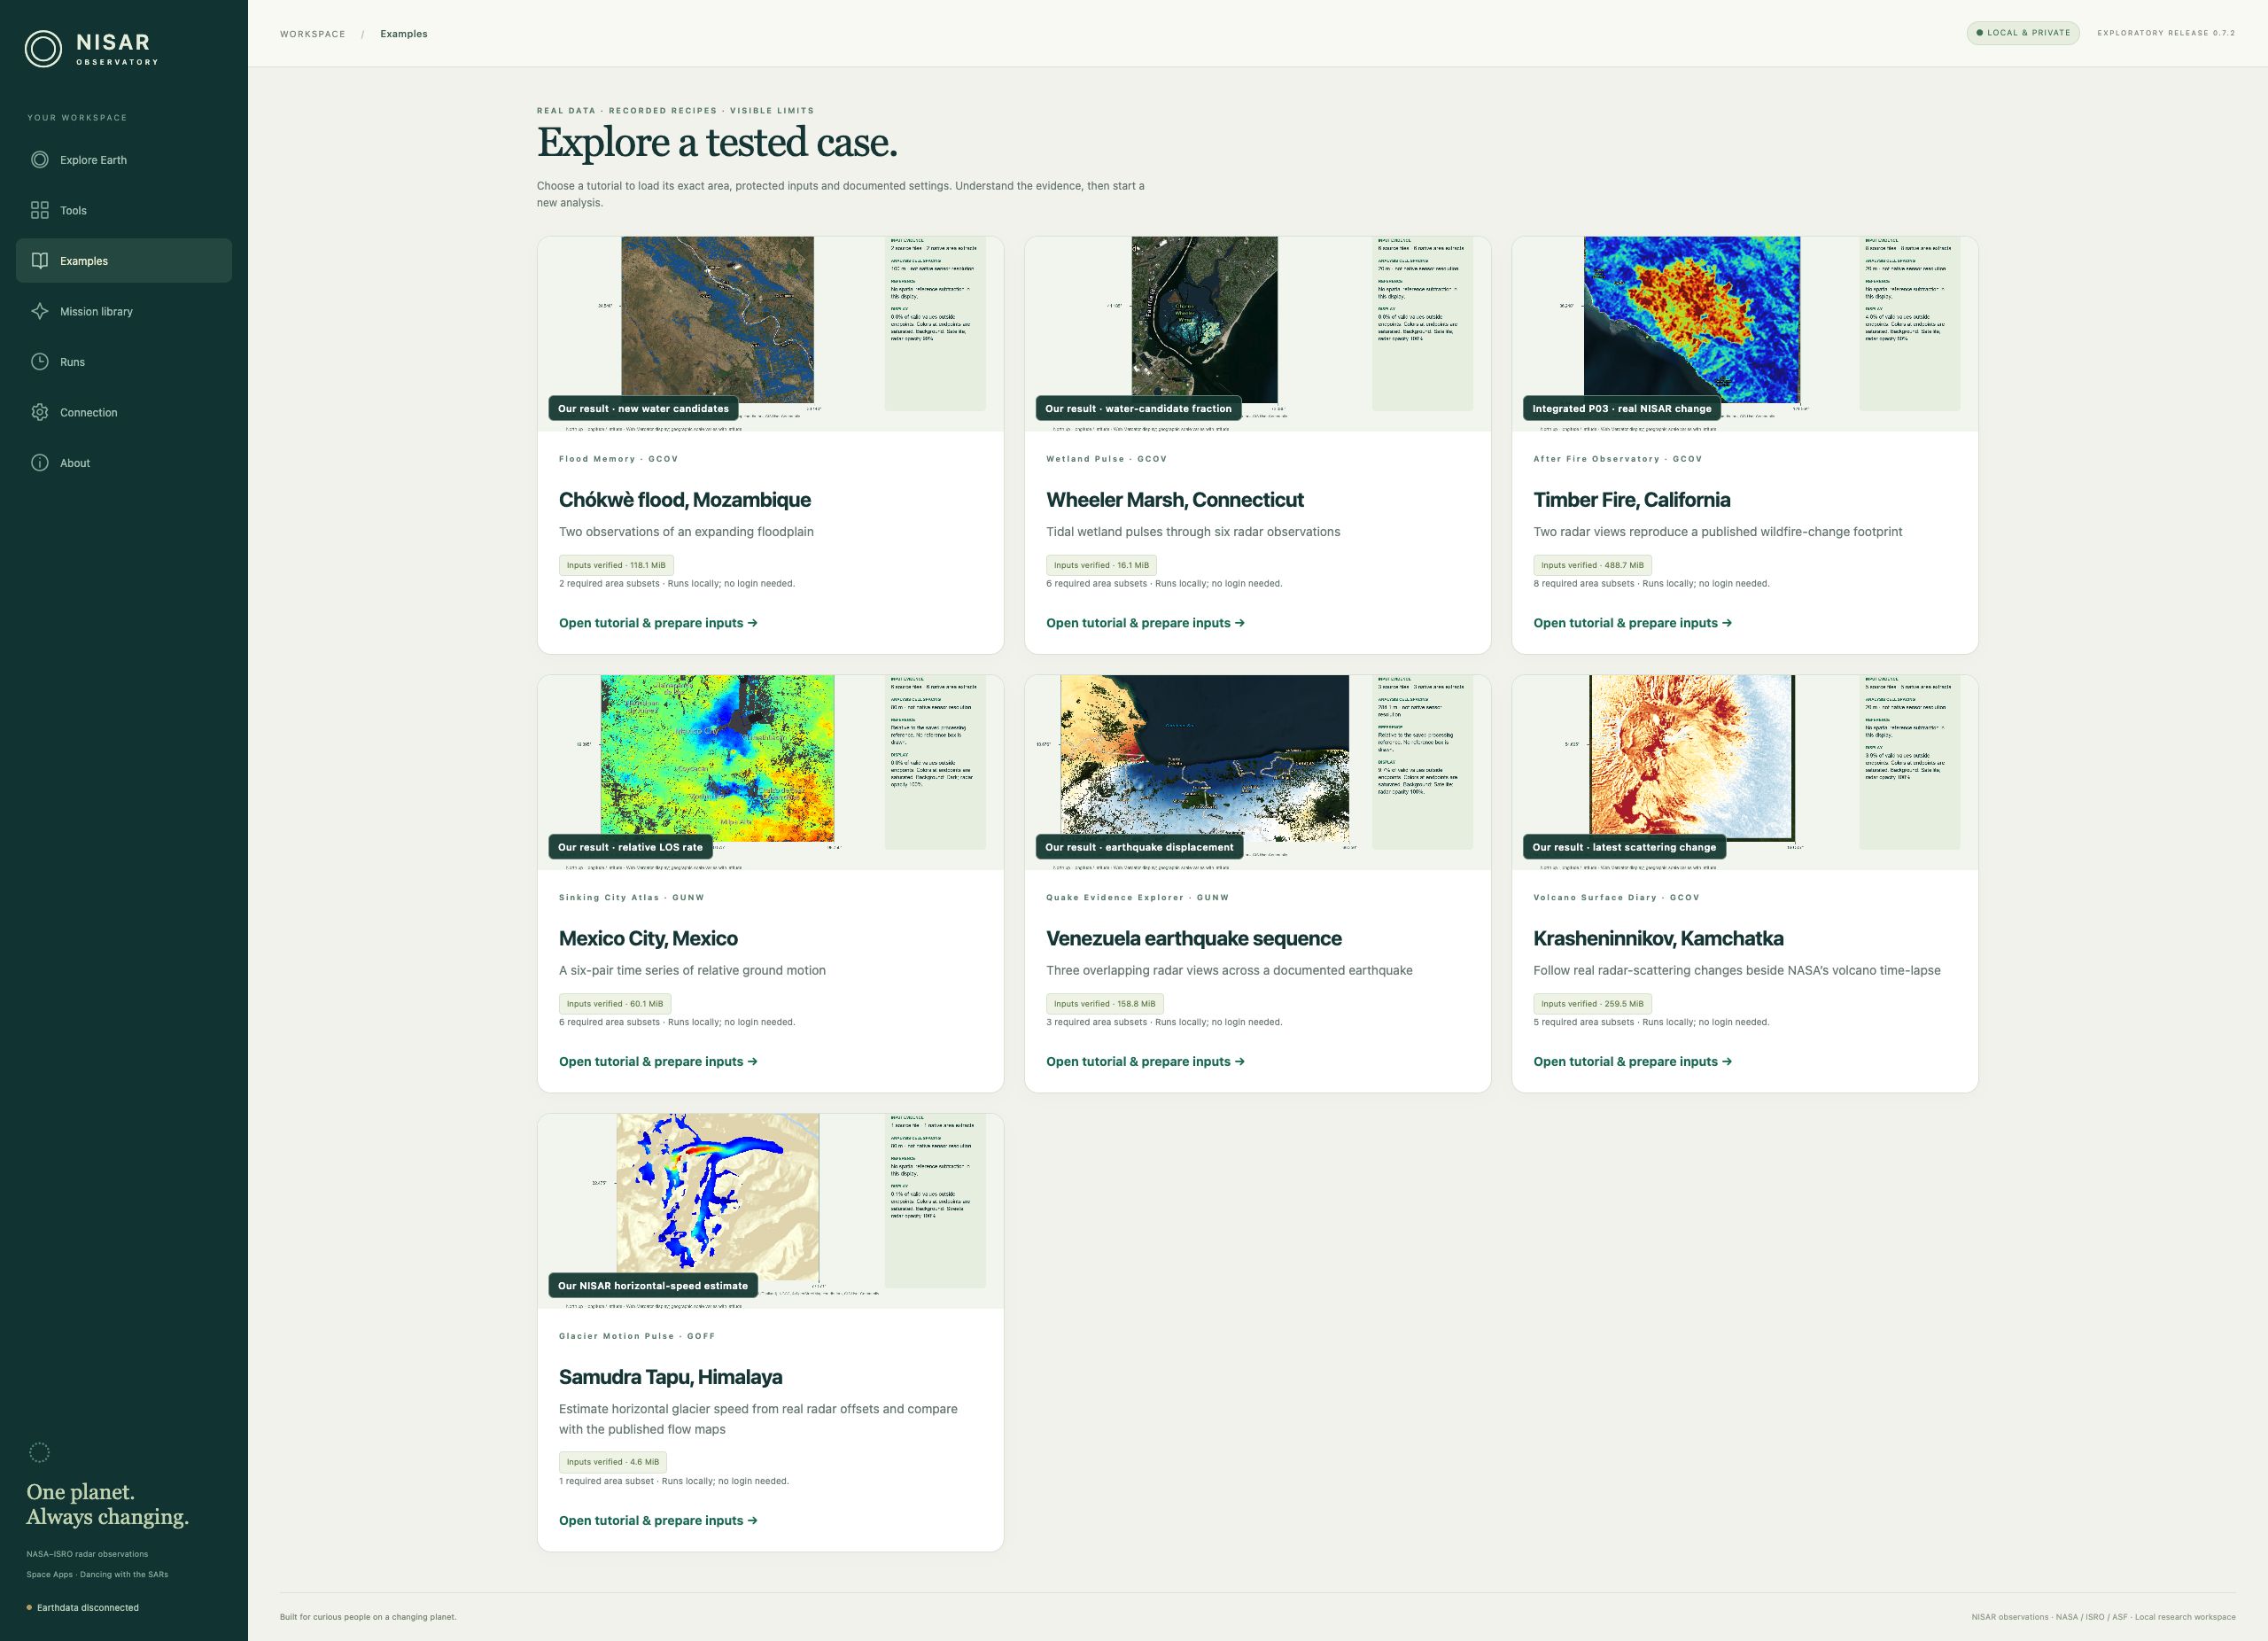 NISAR
OBSERVATORY
YOUR WORKSPACE
Explore Earth
Tools
Examples
Mission library
Runs
Connection
About
One planet.
Always changing.
NASA–ISRO radar observations
Space Apps · Dancing with the SARs
Earthdata disconnected
WORKSPACE / Examples
LOCAL & PRIVATE
EXPLORATORY RELEASE 0.7.2
REAL DATA · RECORDED RECIPES · VISIBLE LIMITS
Explore a tested case.
Choose a tutorial to load its exact area, protected inputs and documented settings. Understand the evidence, then start a
new analysis.
Our result · new water candidates
Flood Memory · GCOV
Chókwè flood, Mozambique
Two observations of an expanding floodplain
Inputs verified · 118.1 MiB
2 required area subsets · Runs locally; no login needed.
Open tutorial & prepare inputs →
Our result · water-candidate fraction
Wetland Pulse · GCOV
Wheeler Marsh, Connecticut
Tidal wetland pulses through six radar observations
Inputs verified · 16.1 MiB
6 required area subsets · Runs locally; no login needed.
Open tutorial & prepare inputs →
Integrated P03 · real NISAR change
After Fire Observatory · GCOV
Timber Fire, California
Two radar views reproduce a published wildfire-change footprint
Inputs verified · 488.7 MiB
8 required area subsets · Runs locally; no login needed.
Open tutorial & prepare inputs →
Our result · relative LOS rate
Sinking City Atlas · GUNW
Mexico City, Mexico
A six-pair time series of relative ground motion
Inputs verified · 60.1 MiB
6 required area subsets · Runs locally; no login needed.
Open tutorial & prepare inputs →
Our result · earthquake displacement
Quake Evidence Explorer · GUNW
Venezuela earthquake sequence
Three overlapping radar views across a documented earthquake
Inputs verified · 158.8 MiB
3 required area subsets · Runs locally; no login needed.
Open tutorial & prepare inputs →
Our result · latest scattering change
Volcano Surface Diary · GCOV
Krasheninnikov, Kamchatka
Follow real radar-scattering changes beside NASA's volcano time-lapse
Inputs verified · 259.5 MiB
5 required area subsets · Runs locally; no login needed.
Open tutorial & prepare inputs →
Our NISAR horizontal-speed estimate
Glacier Motion Pulse · GOFF
Samudra Tapu, Himalaya
Estimate horizontal glacier speed from real radar offsets and compare
with the published flow maps
Inputs verified · 4.6 MiB
1 required area subset · Runs locally; no login needed.
Open tutorial & prepare inputs →
Built for curious people on a changing planet.
NISAR observations · NASA / ISRO / ASF · Local research workspace